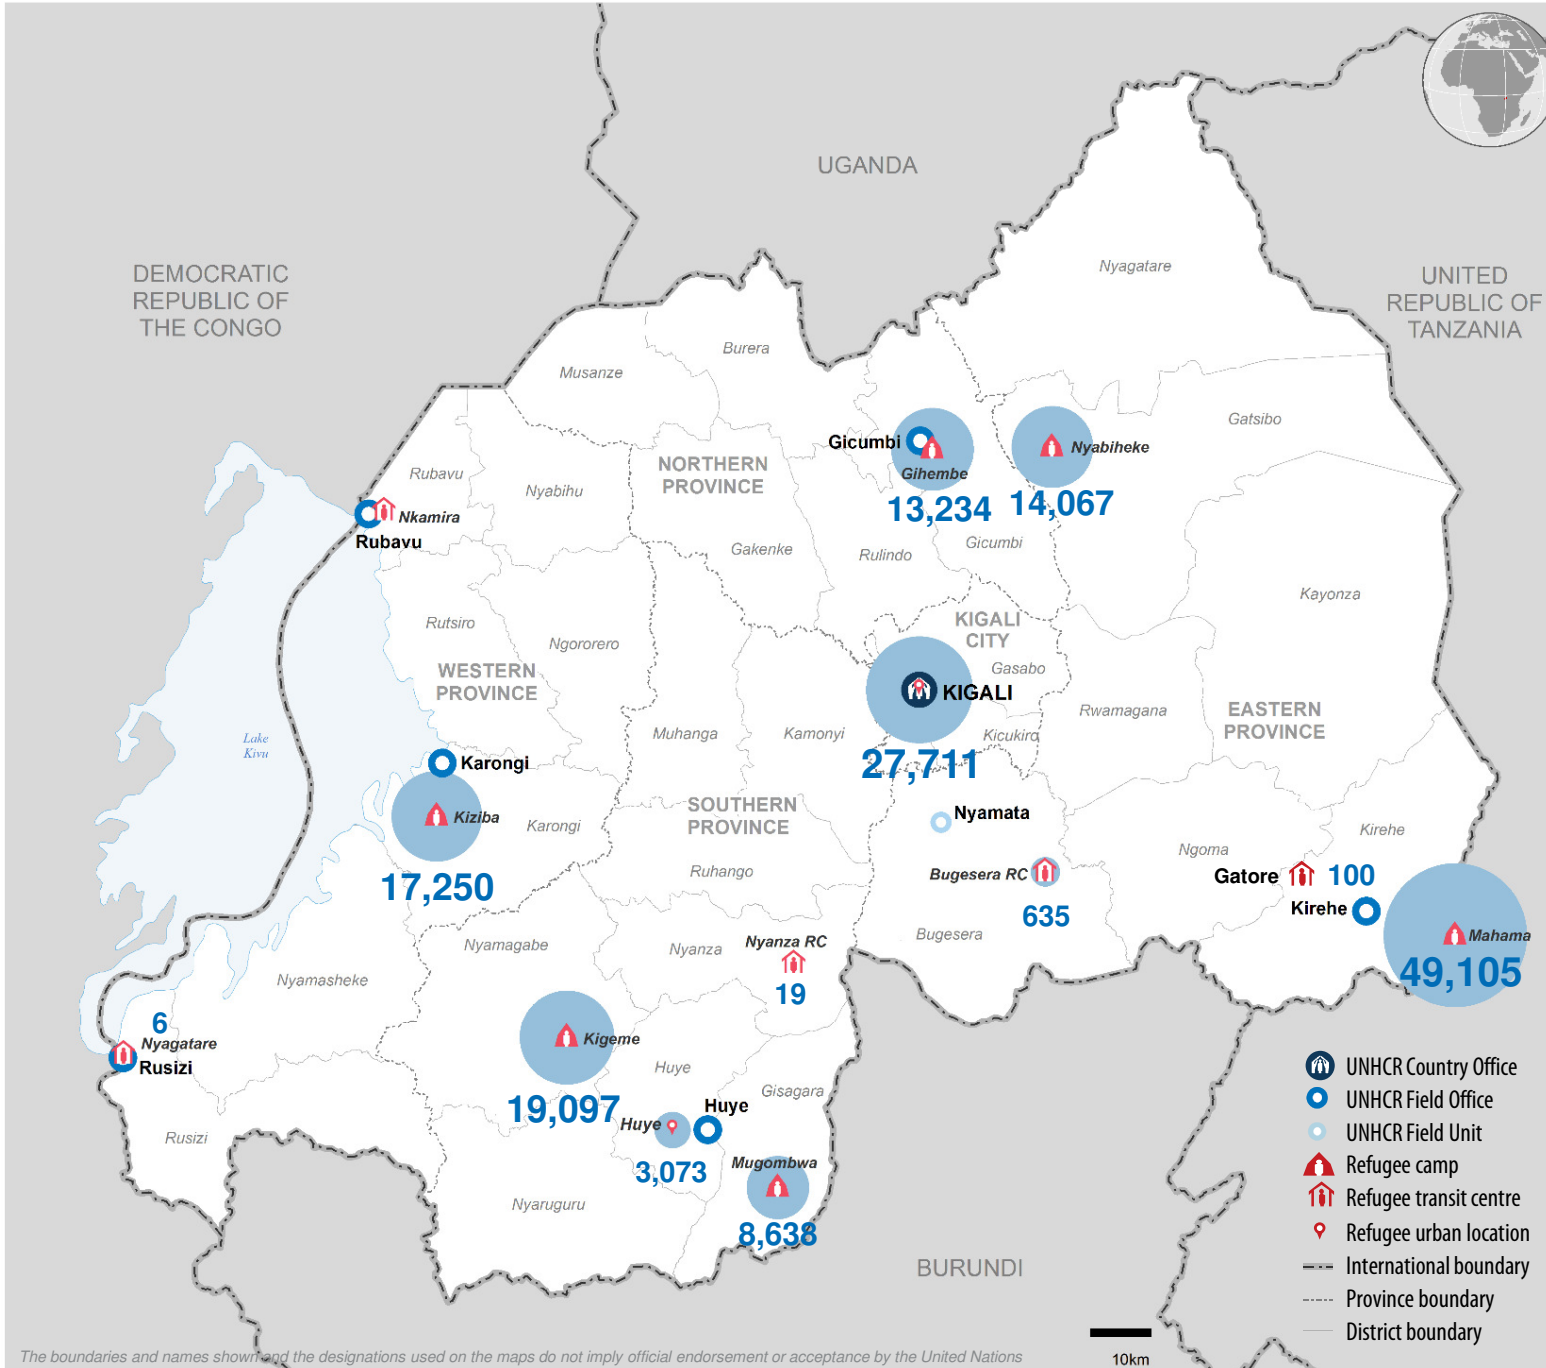 UGANDA
DEMOCRATIC
REPUBLIC OF
THE CONGO
UNITED
REPUBLIC OF
TANZANIA
Nyagatare
Burera
Musanze
Gatsibo
Gicumbi
Gihembe
13,234
Nyabiheke
14,067
NORTHERN
PROVINCE
Rubavu
Nyabihu
Nkamira
Rubavu
Gakenke
Rulindo
Gicumbi
Kayonza
Rutsiro
Ngororero
KIGALI
CITY
Gasabo
WESTERN
PROVINCE
KIGALI
27,711
Kicukiro
Rwamagana
EASTERN
PROVINCE
Muhanga
Kamonyi
Lake
Kivu
Karongi
Kiziba
Karongi
17,250
SOUTHERN
PROVINCE
Nyamata
Ruhango
Bugesera RC
635
Bugesera
Ngoma
Kirehe
Gatore
100
Kirehe
Mahama
49,105
Nyamagabe
Nyanza
Nyanza RC
19
Nyamasheke
6
Nyagatare
Rusizi
Rusizi
Kigeme
19,097
Huye
Gisagara
Huye
Huye
3,073
Mugombwa
8,638
Nyaruguru
BURUNDI
UNHCR Country Office
UNHCR Field Office
UNHCR Field Unit
Refugee camp
Refugee transit centre
Refugee urban location
International boundary
Province boundary
District boundary
10km
The boundaries and names shown and the designations used on the maps do not imply official endorsement or acceptance by the United Nations